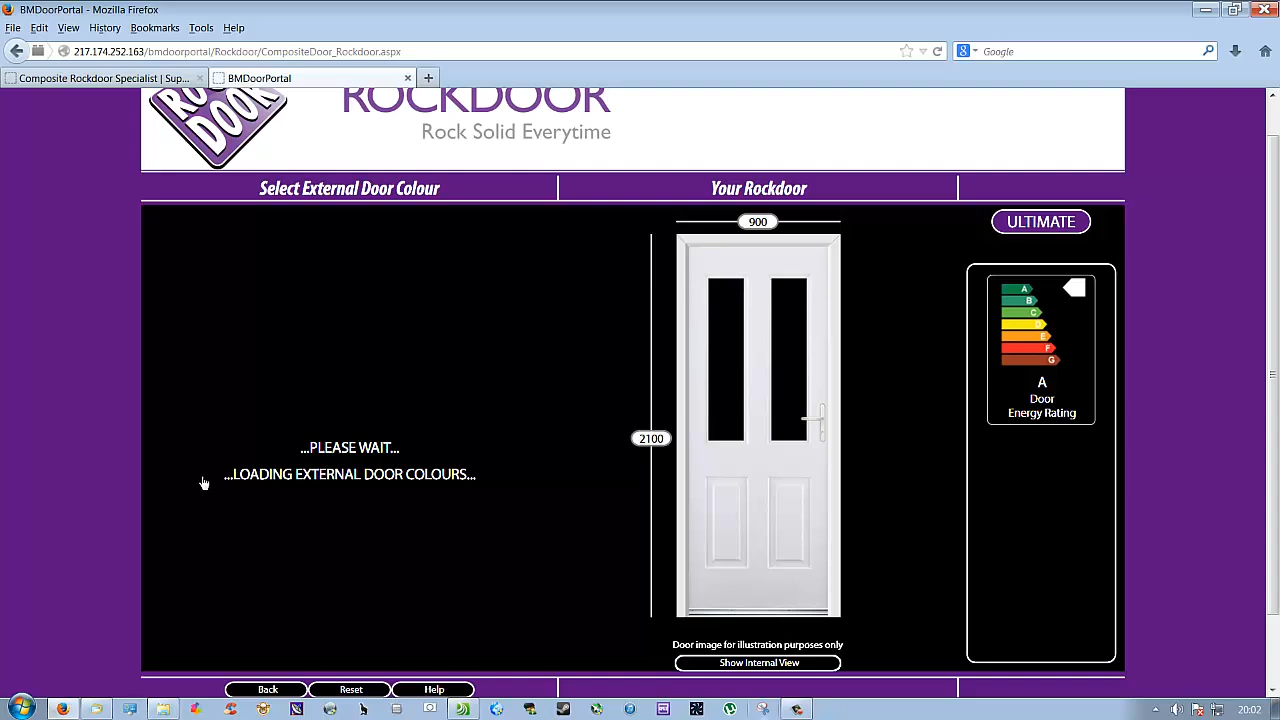 BMDoorPortal - Mozilla Firefox
File Edit View History Bookmarks Tools Help
217.174.252.163/bmdoorportal/Rockdoor/CompositeDoor_Rockdoor.aspx
Google
Composite Rockdoor Specialist | Sup...
BMDoorPortal
ROCK DOOR
ROCKDOOR
Rock Solid Everytime
Select External Door Colour
Your Rockdoor
900
ULTIMATE
A
B
C
D
E
F
G
A
Door
Energy Rating
2100
...PLEASE WAIT...
...LOADING EXTERNAL DOOR COLOURS...
Door image for illustration purposes only
Show Internal View
Back Reset Help
20:02